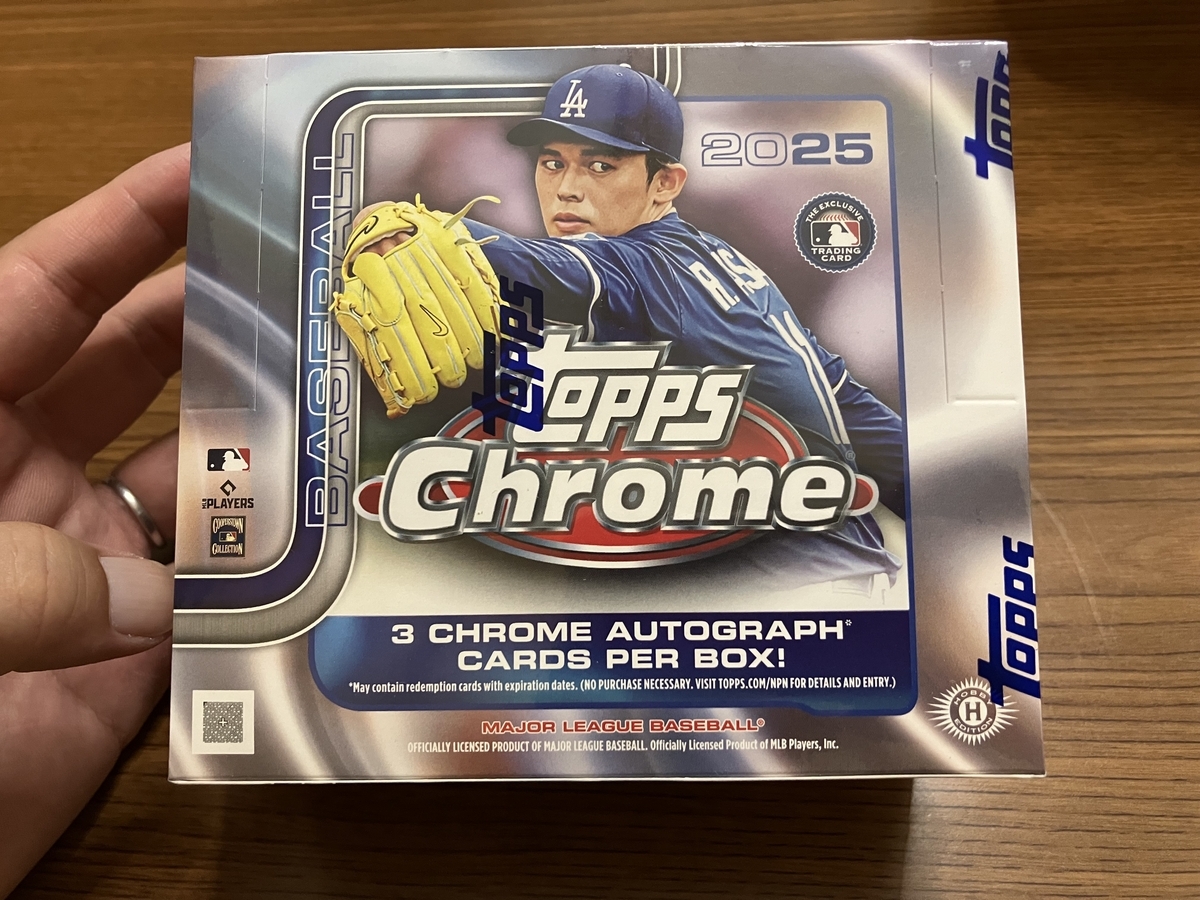 2025
THE EXCLUSIVE
TRADING
CARD
BASEBALL
LA
R.
11
Topps
Topps
Topps
Topps
Chrome
Topps
MLB PLAYERS
COOPERSTOWN
COLLECTION
3 CHROME AUTOGRAPH*
CARDS PER BOX!
*May contain redemption cards with expiration dates. (NO PURCHASE NECESSARY. VISIT TOPPS.COM/NPN FOR DETAILS AND ENTRY.)
HOBBY
H
EDITION
MAJOR LEAGUE BASEBALL®
OFFICIALLY LICENSED PRODUCT OF MAJOR LEAGUE BASEBALL. Officially Licensed Product of MLB Players, Inc.